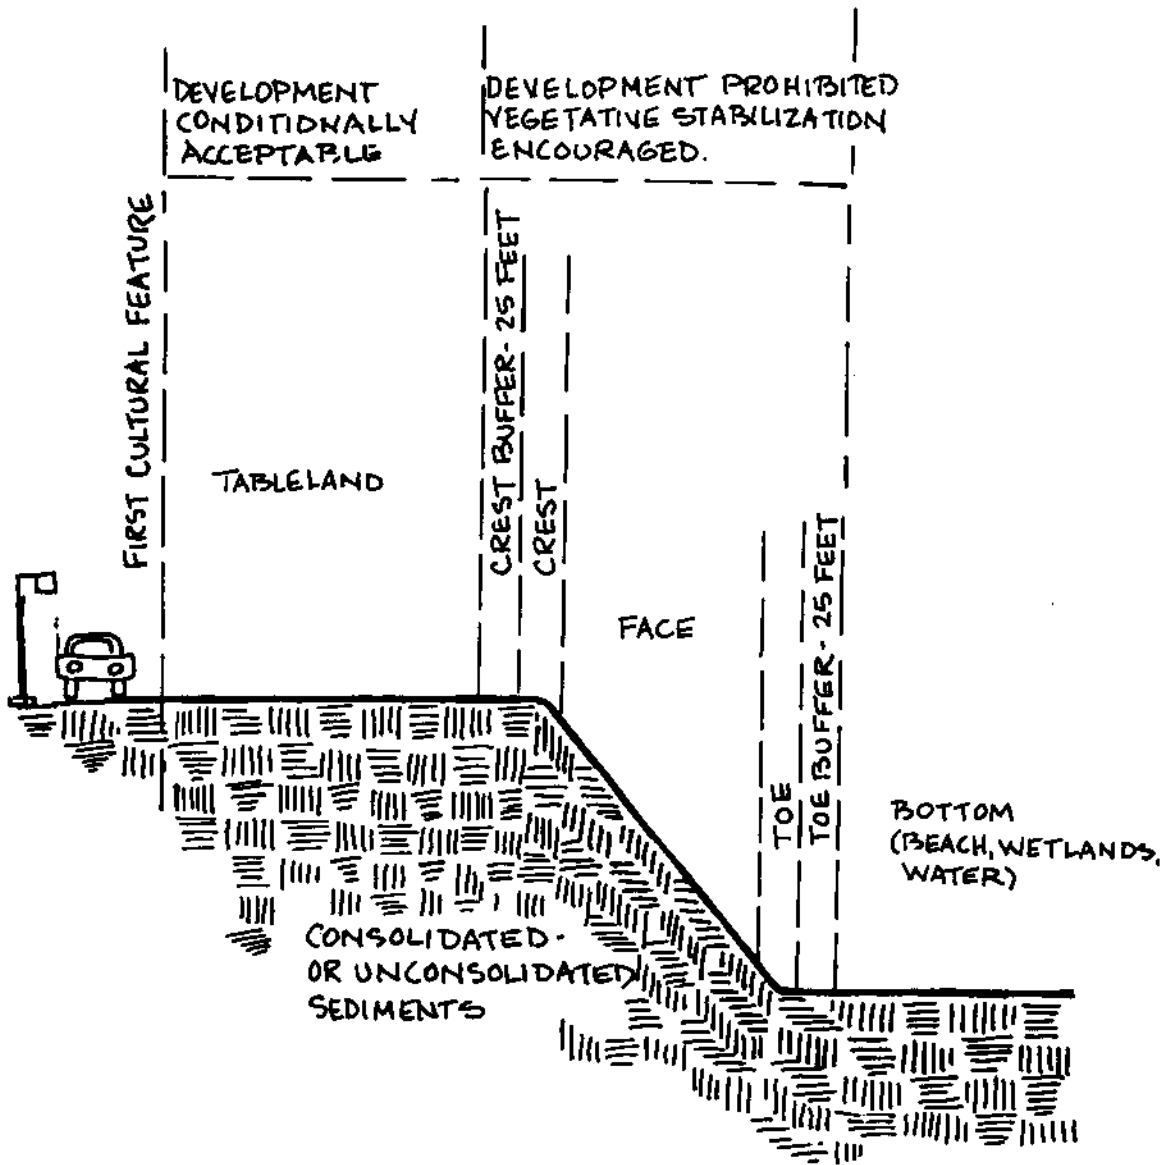 DEVELOPMENT
CONDITIONALLY
ACCEPTABLE
DEVELOPMENT PROHIBITED
VEGETATIVE STABILIZATION
ENCOURAGED.
FIRST CULTURAL FEATURE
TABLELAND
CREST BUFFER - 25 FEET
CREST
FACE
TOE
TOE BUFFER - 25 FEET
BOTTOM
(BEACH, WETLANDS,
WATER)
CONSOLIDATED -
OR UNCONSOLIDATED
SEDIMENTS